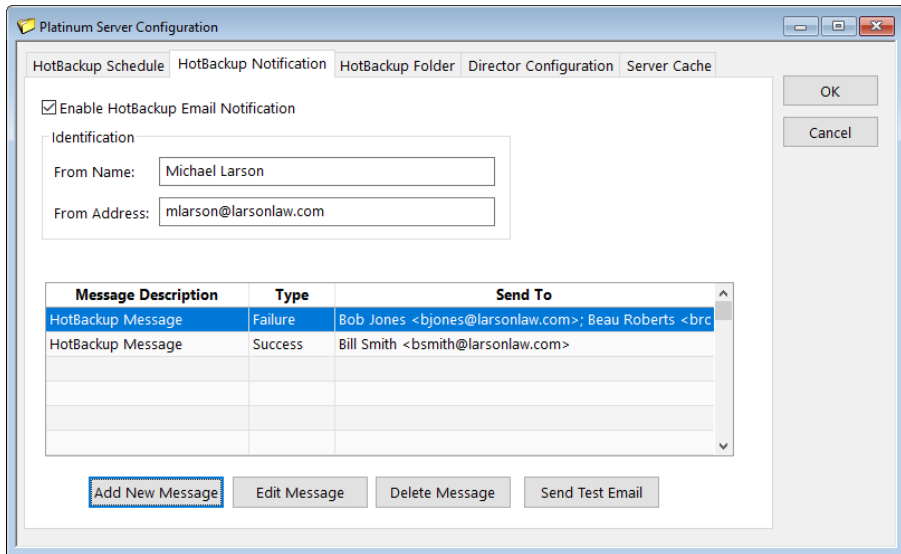 Platinum Server Configuration
HotBackup Schedule HotBackup Notification HotBackup Folder Director Configuration Server Cache
OK
Enable HotBackup Email Notification
Cancel
Identification
From Name: Michael Larson
From Address: mlarson@larsonlaw.com
Message Description Type Send To
HotBackup Message Failure Bob Jones <bjones@larsonlaw.com>; Beau Roberts <brc
HotBackup Message Success Bill Smith <bsmith@larsonlaw.com>
Add New Message Edit Message Delete Message Send Test Email